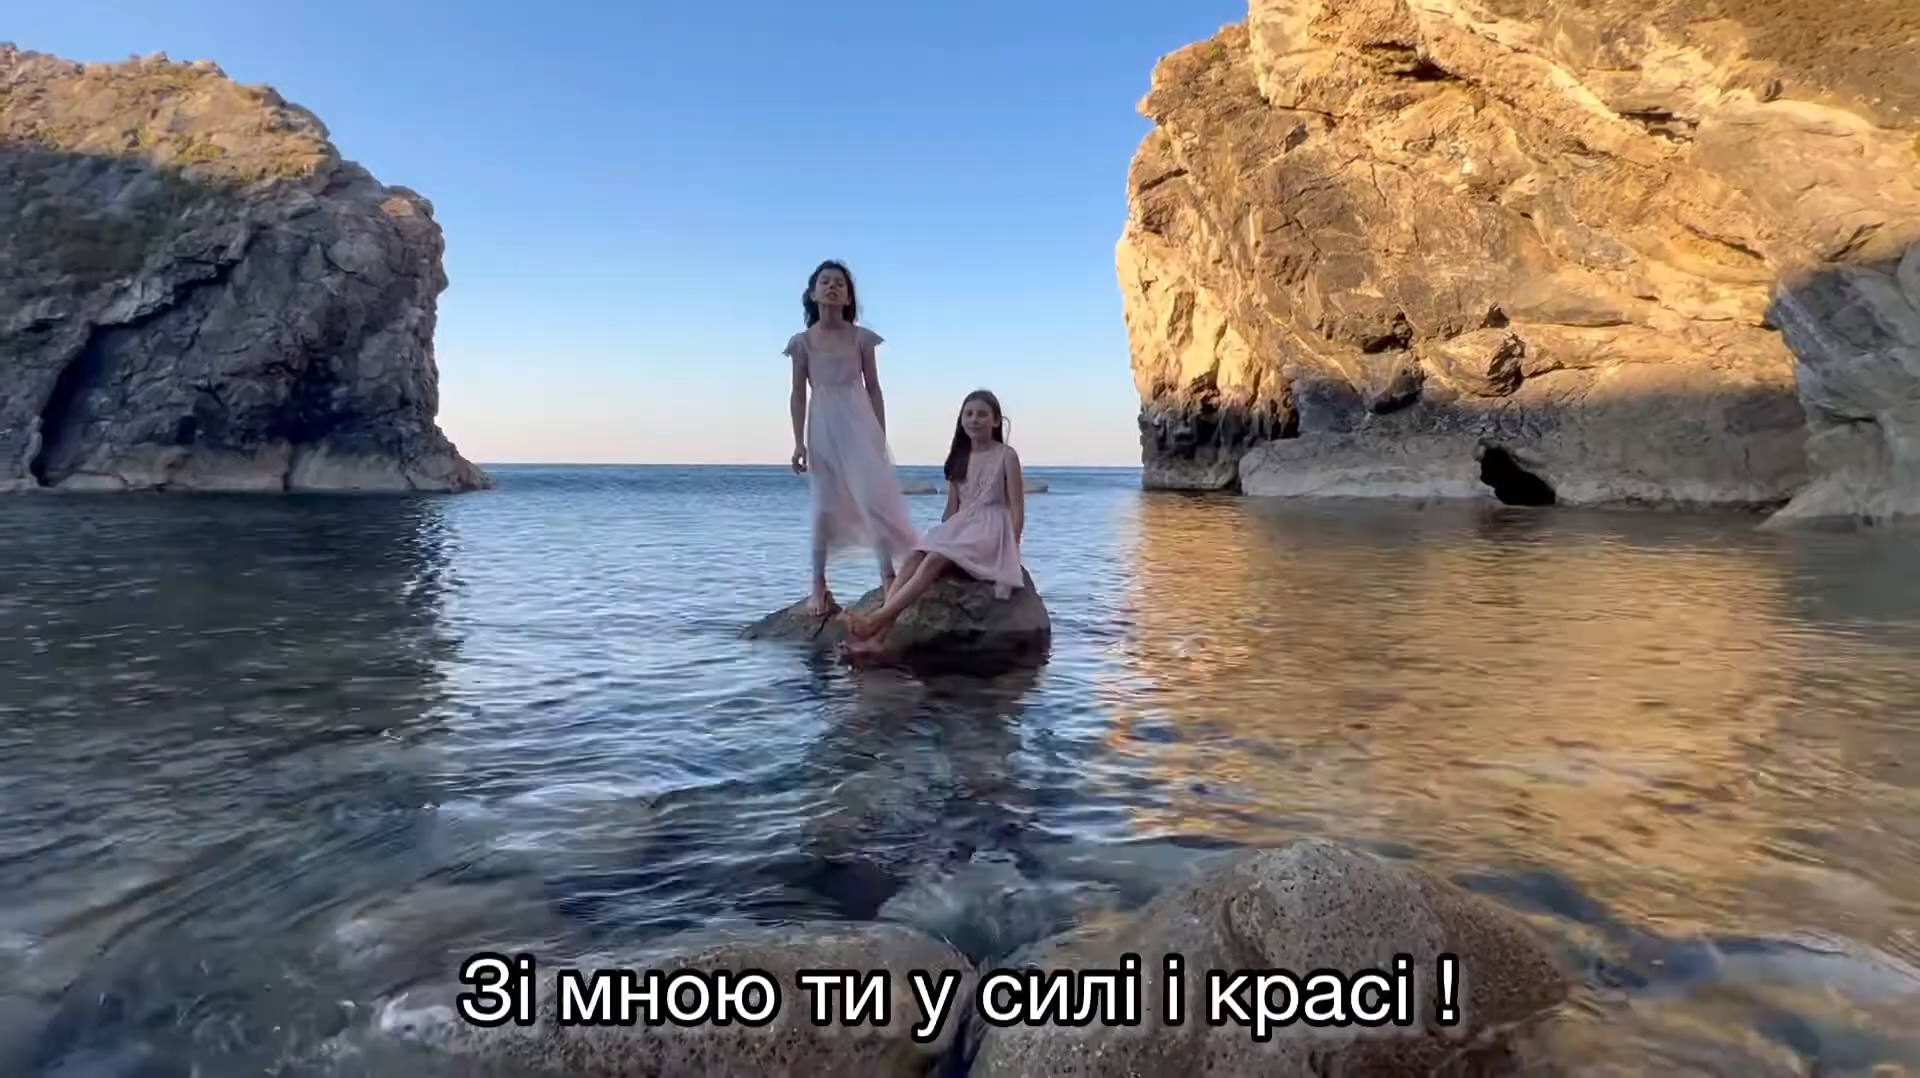 Зі мною ти у силі і красі !